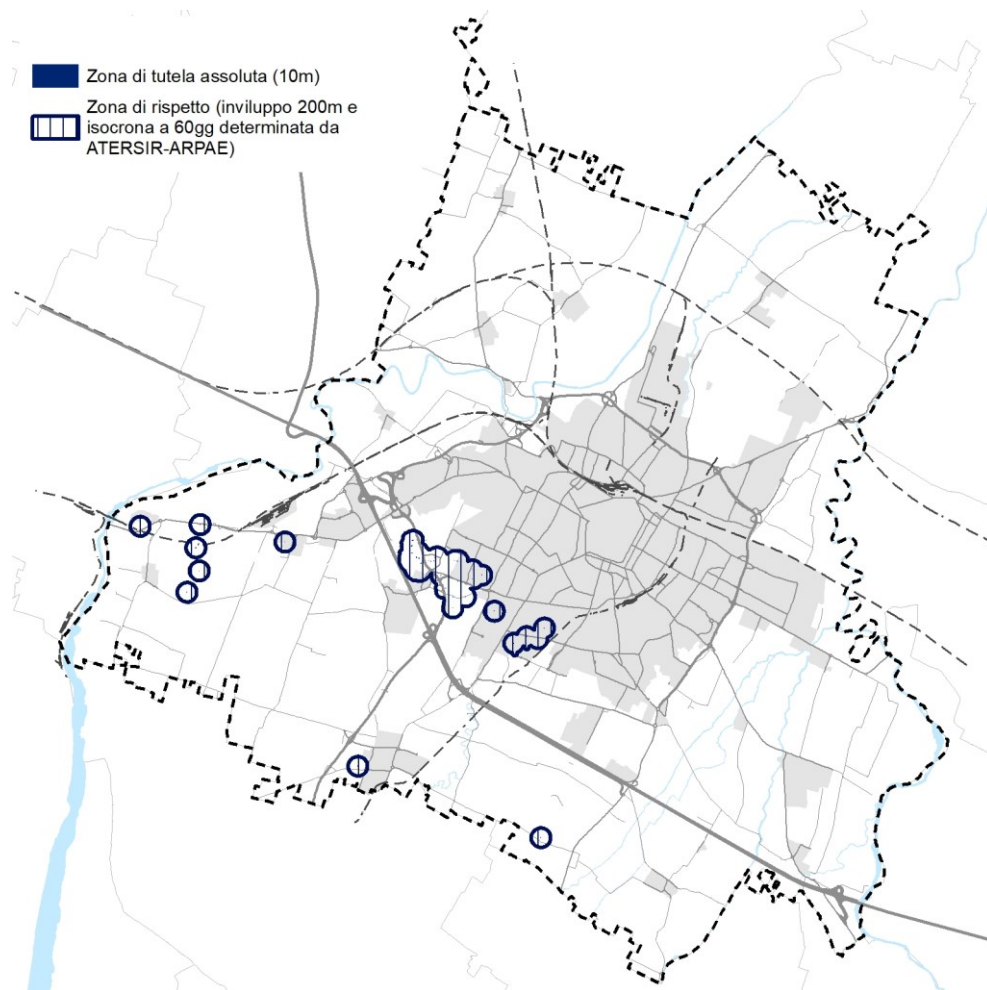 Zona di tutela assoluta (10m)
Zona di rispetto (inviluppo 200m e
isocrona a 60gg determinata da
ATERSIR-ARPAE)